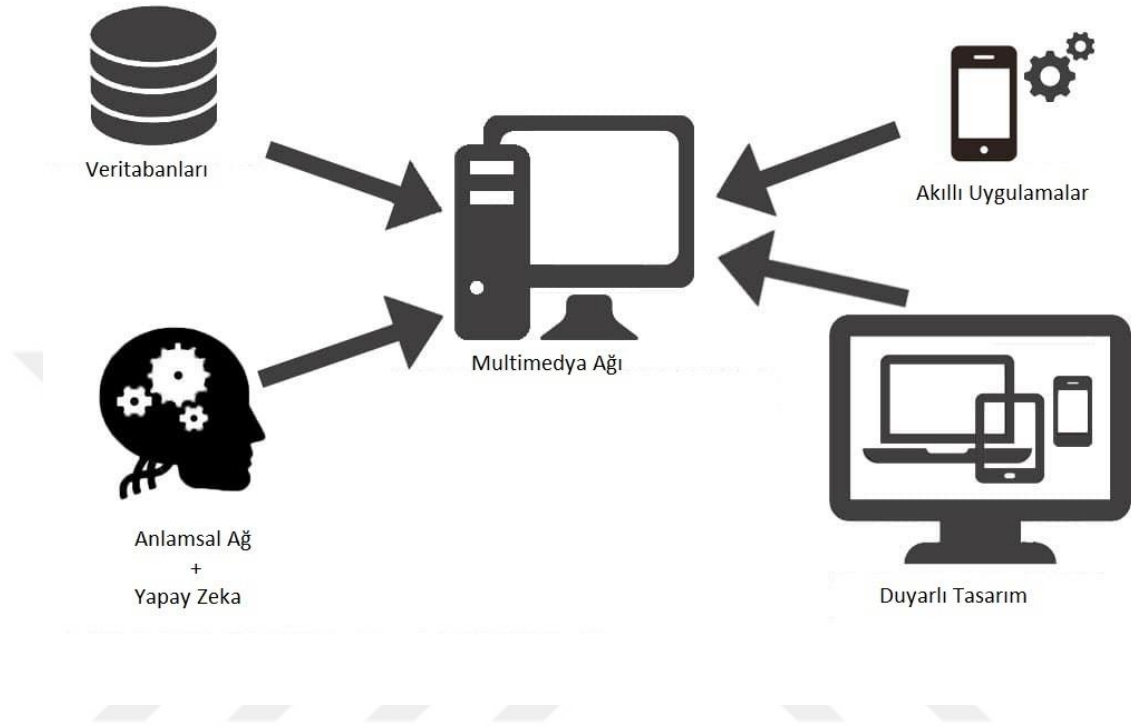 Veritabanları
Akıllı Uygulamalar
Multimedya Ağı
Anlamsal Ağ
+
Yapay Zeka
Duyarlı Tasarım